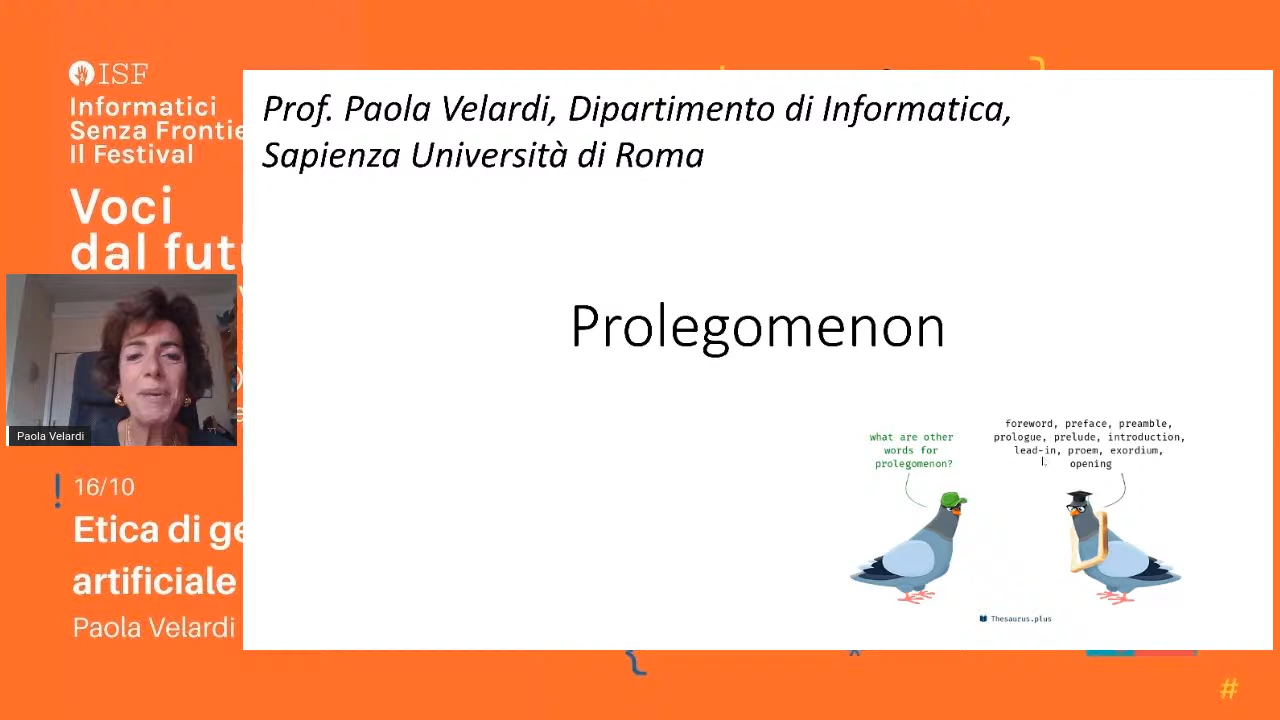 ISF
Informatici
Senza Frontie
Il Festival
Voci
dal futu
Paola Velardi
16/10
Etica di ge
artificiale
Paola Velardi
Prof. Paola Velardi, Dipartimento di Informatica,
Sapienza Università di Roma
Prolegomenon
what are other
words for
prolegomenon?
foreword, preface, preamble,
prologue, prelude, introduction,
lead-in, proem, exordium,
opening
Thesaurus.plus
#